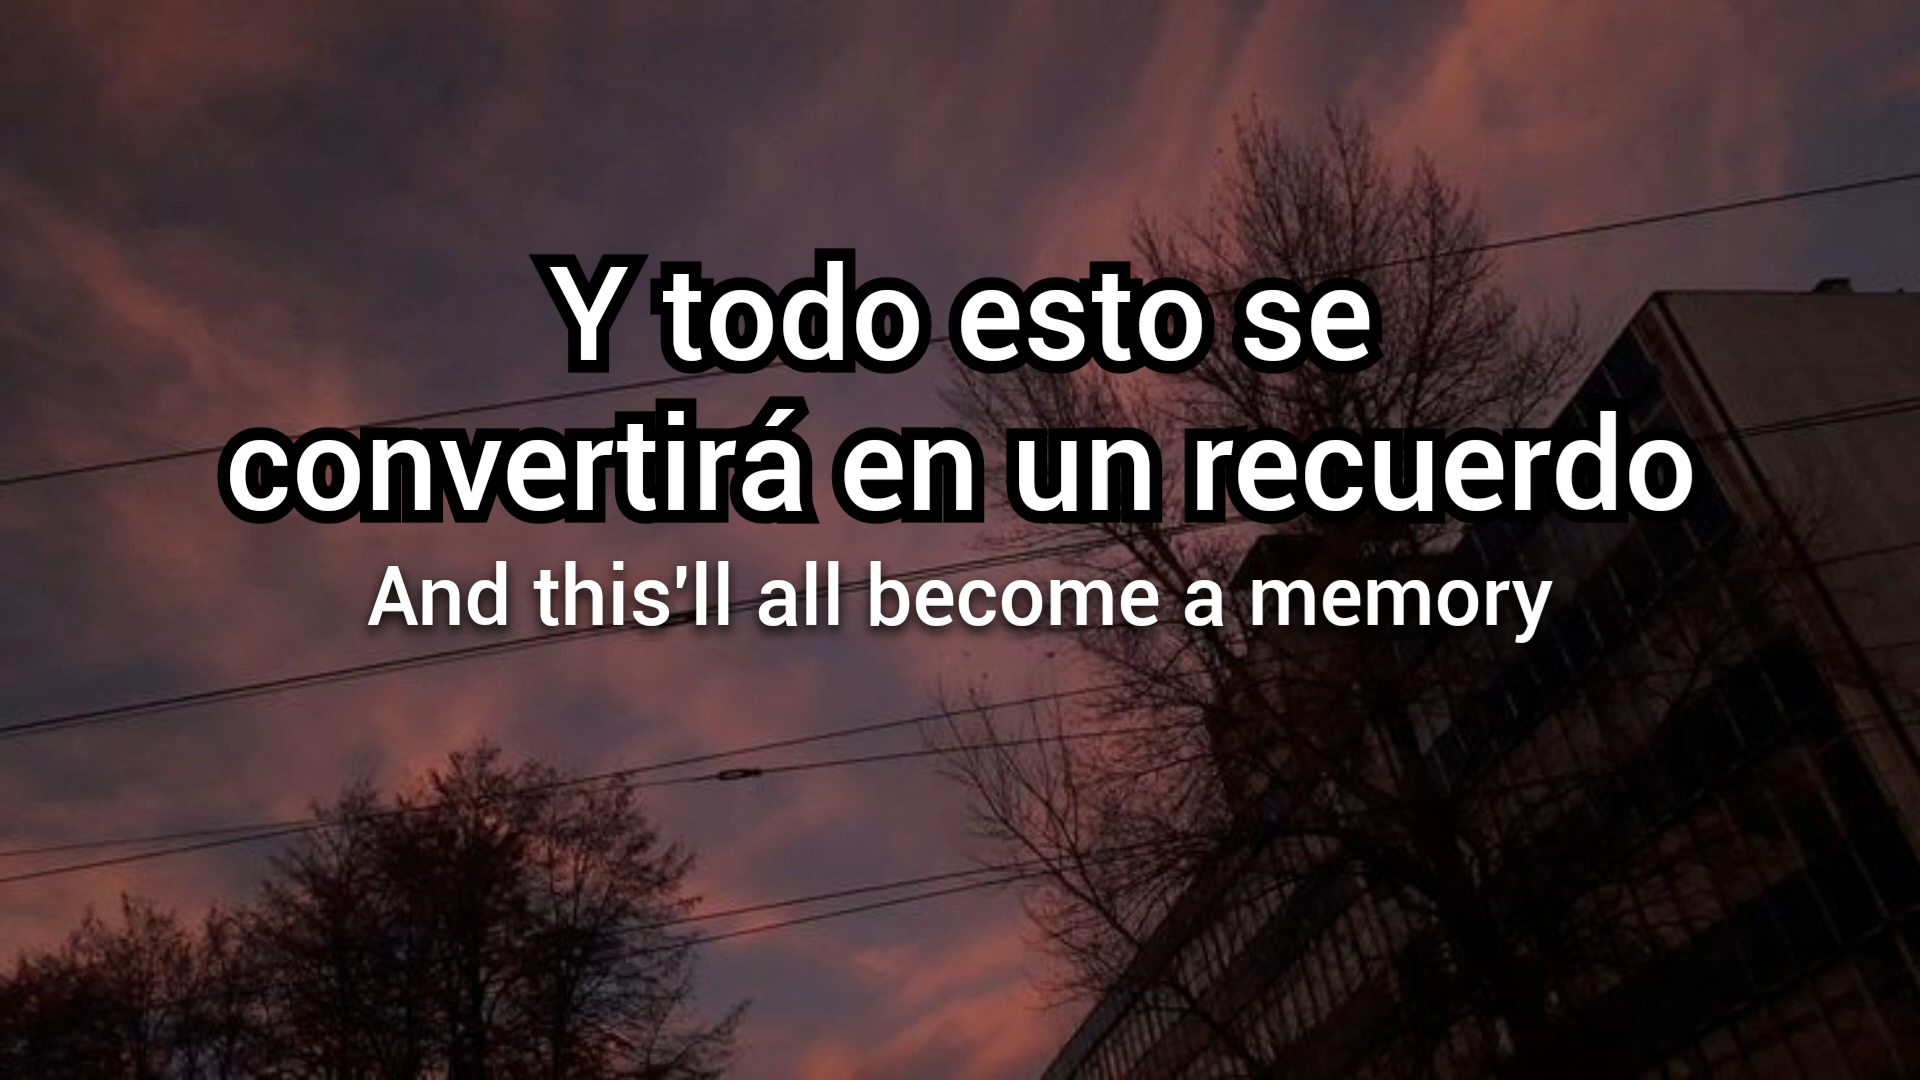 Y todo esto se
convertirá en un recuerdo
And this'll all become a memory